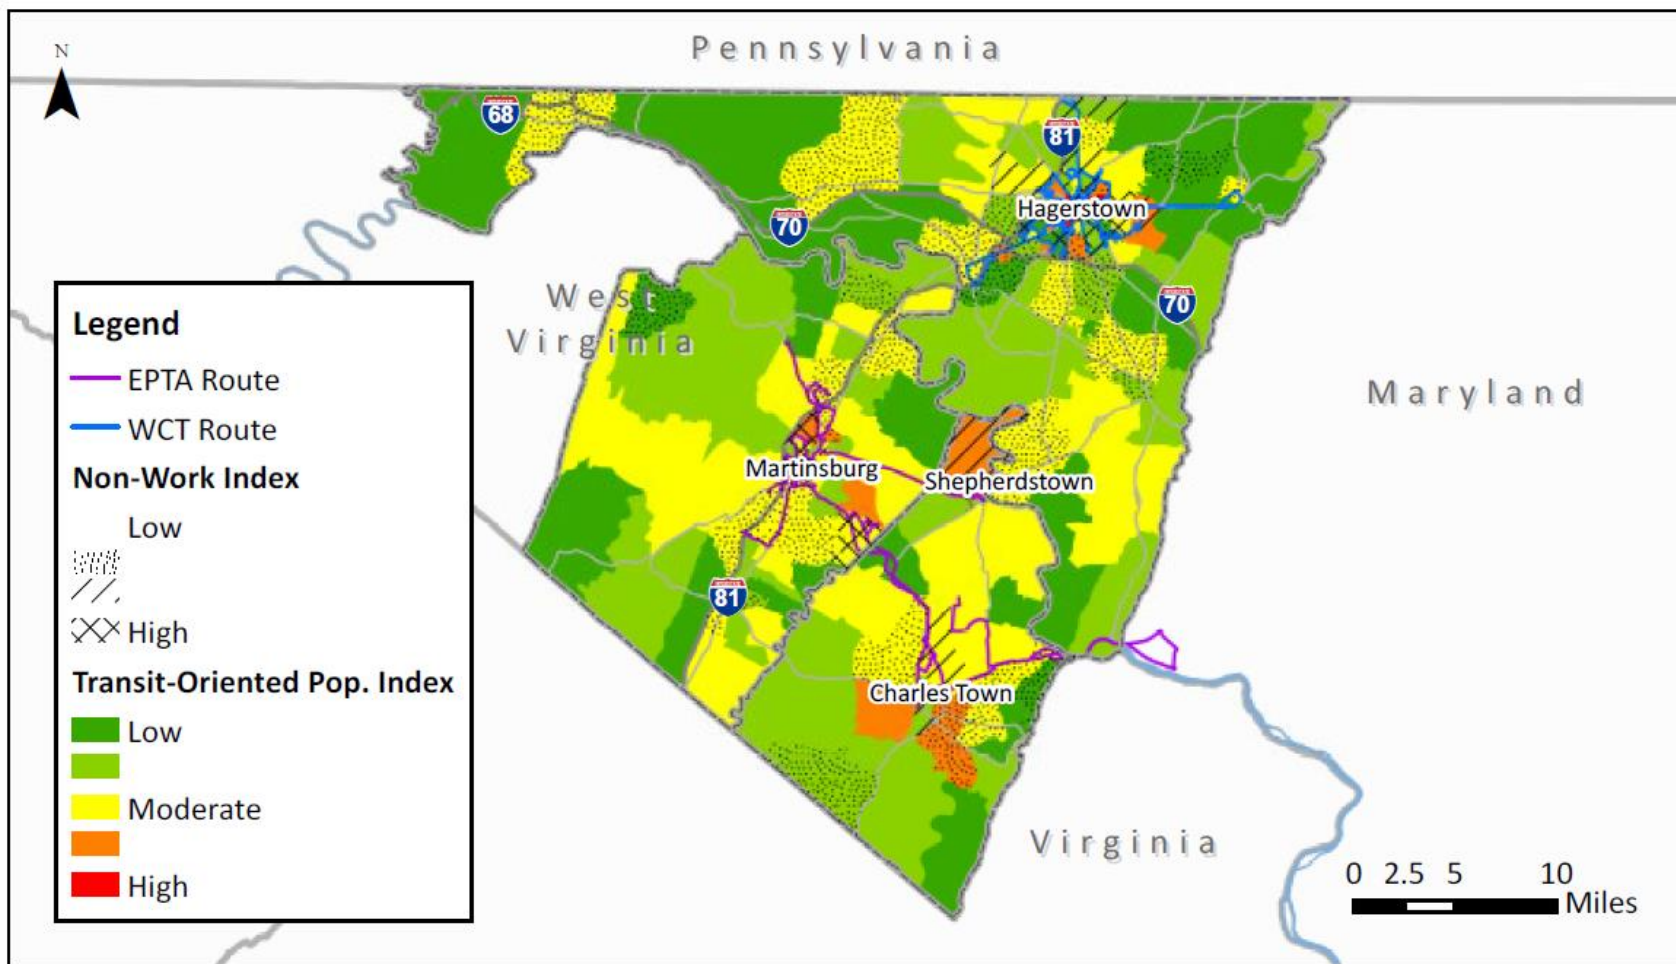 Pennsylvania
N
68
81
Hagerstown
70
West
Virginia
70
Legend
EPTA Route
WCT Route
Non-Work Index
Low
High
Transit-Oriented Pop. Index
Low
Moderate
High
Maryland
Martinsburg
Shepherdstown
81
Charles Town
Virginia
0 2.5 5 10
Miles